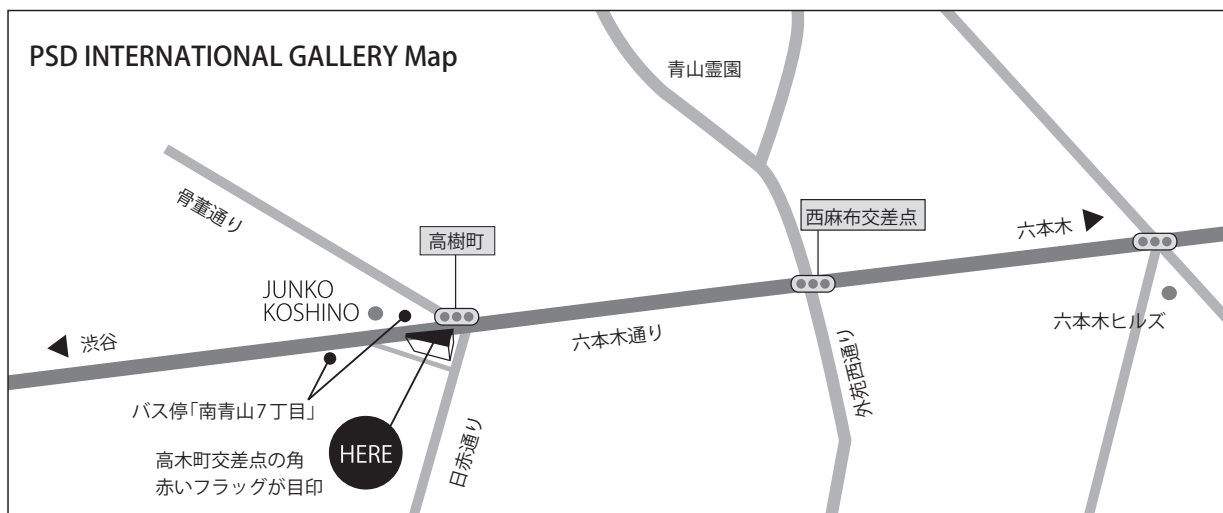 PSD INTERNATIONAL GALLERY Map
青山霊園
骨董通り
高樹町
西麻布交差点
六本木
JUNKO
KOSHINO
渋谷
六本木通り
六本木ヒルズ
外苑西通り
バス停「南青山7丁目」
HERE
日赤通り
高木町交差点の角
赤いフラッグが目印